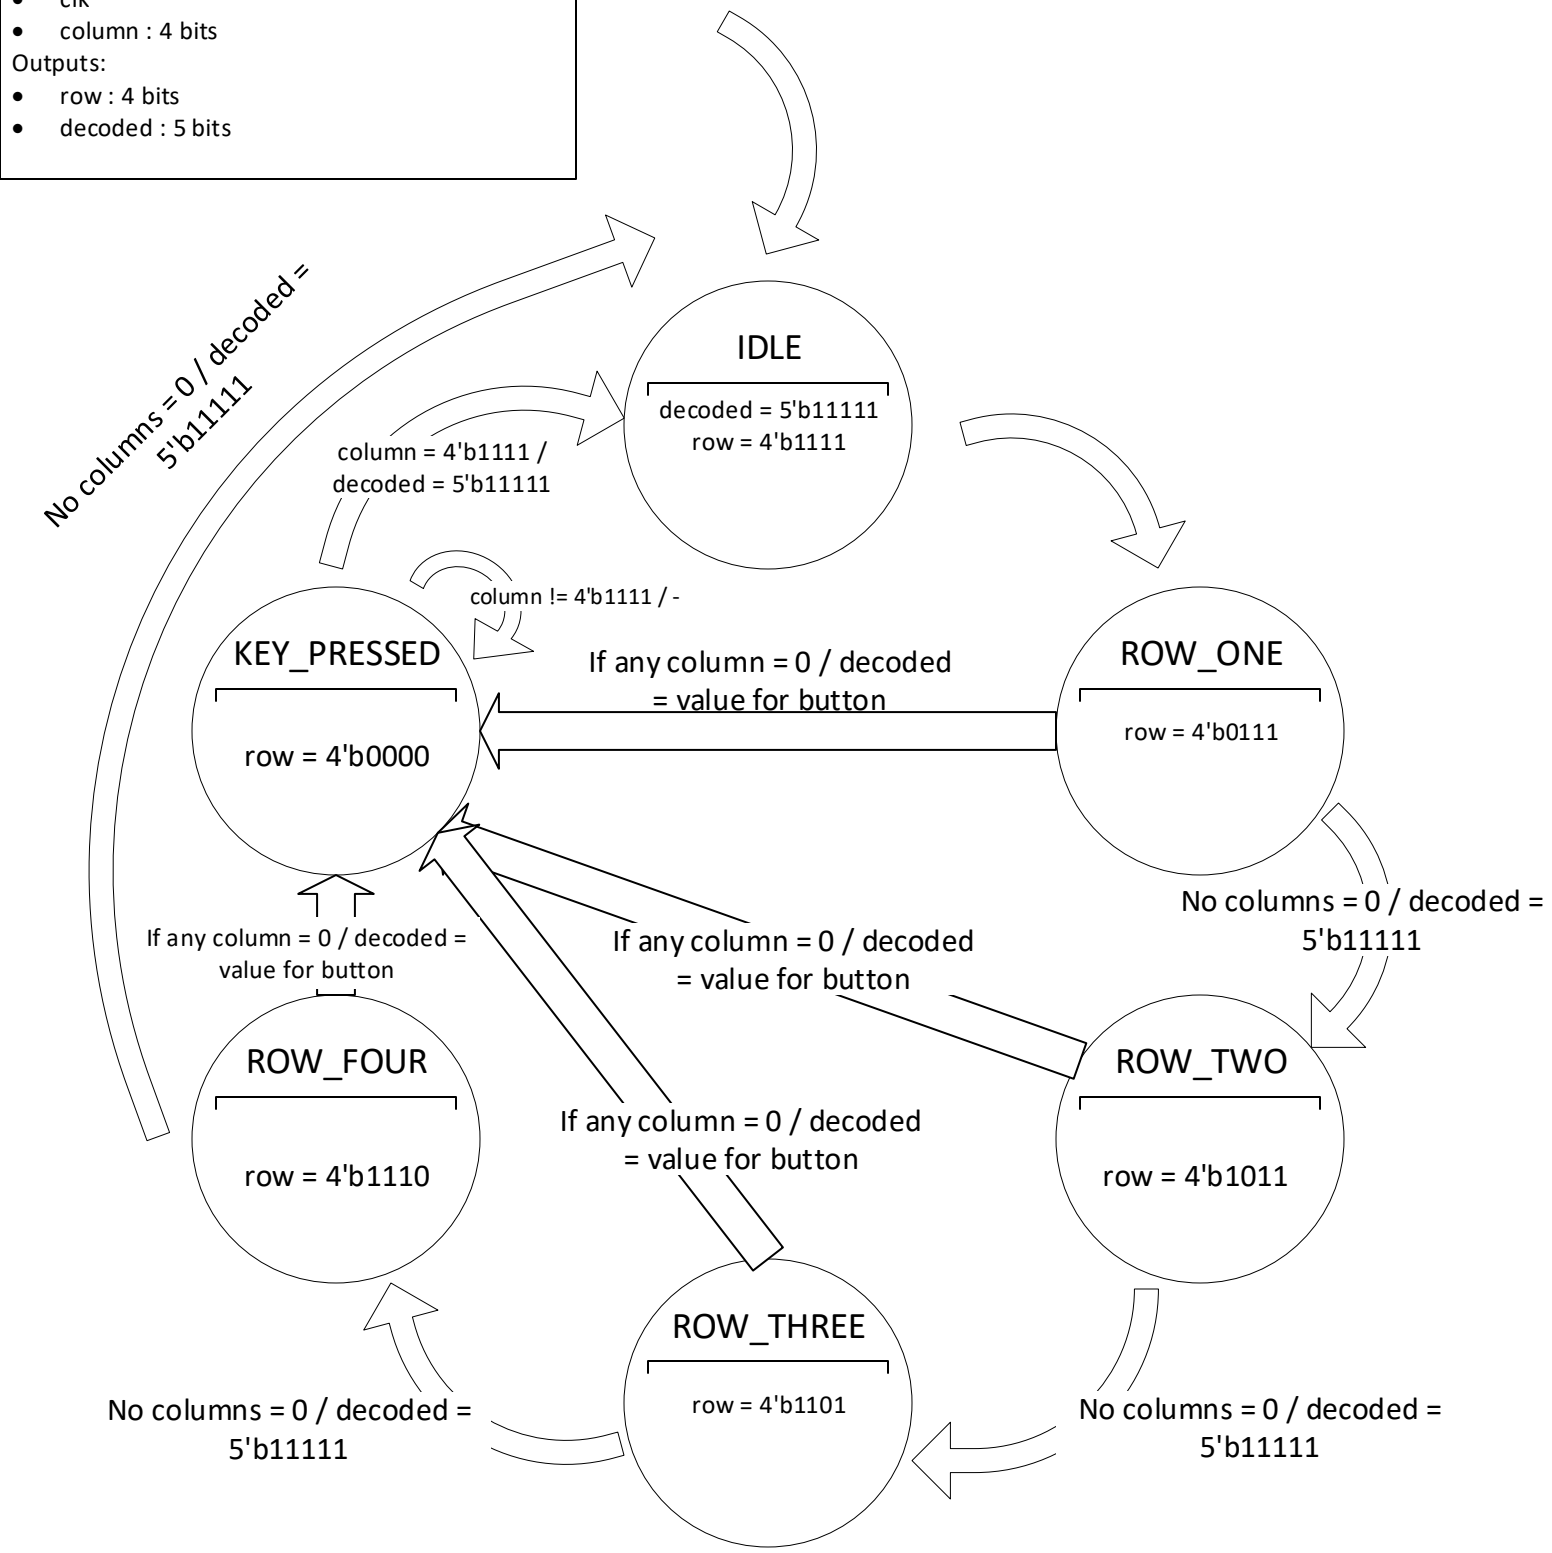 • clk
• column : 4 bits
Outputs:
• row : 4 bits
• decoded : 5 bits
No columns = 0 / decoded =
5'b11111
IDLE
decoded = 5'b11111
row = 4'b1111
column = 4'b1111 /
decoded = 5'b11111
column != 4'b1111 / -
KEY_PRESSED
row = 4'b0000
If any column = 0 / decoded
= value for button
ROW_ONE
row = 4'b0111
No columns = 0 / decoded =
5'b11111
If any column = 0 / decoded =
value for button
If any column = 0 / decoded
= value for button
ROW_FOUR
row = 4'b1110
If any column = 0 / decoded
= value for button
ROW_TWO
row = 4'b1011
ROW_THREE
row = 4'b1101
No columns = 0 / decoded =
5'b11111
No columns = 0 / decoded =
5'b11111